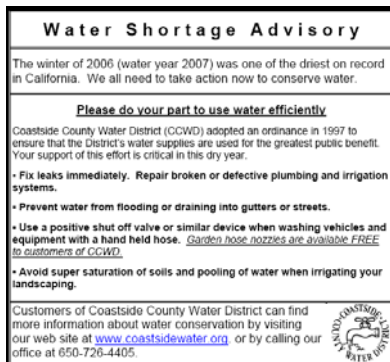 Water Shortage Advisory
The winter of 2006 (water year 2007) was one of the driest on record
in California. We all need to take action now to conserve water.
Please do your part to use water efficiently
Coastside County Water District (CCWD) adopted an ordinance in 1997 to
ensure that the District's water supplies are used for the greatest public benefit.
Your support of this effort is critical in this dry year.
• Fix leaks immediately. Repair broken or defective plumbing and irrigation
systems.
• Prevent water from flooding or draining into gutters or streets.
• Use a positive shut off valve or similar device when washing vehicles and
equipment with a hand held hose. Garden hose nozzles are available FREE
to customers of CCWD.
• Avoid super saturation of soils and pooling of water when irrigating your
landscaping.
Customers of Coastside County Water District can find
more information about water conservation by visiting
our web site at www.coastsidewater.org. or by calling our
office at 650-726-4405.
COASTSIDE
COUNTY
WATER